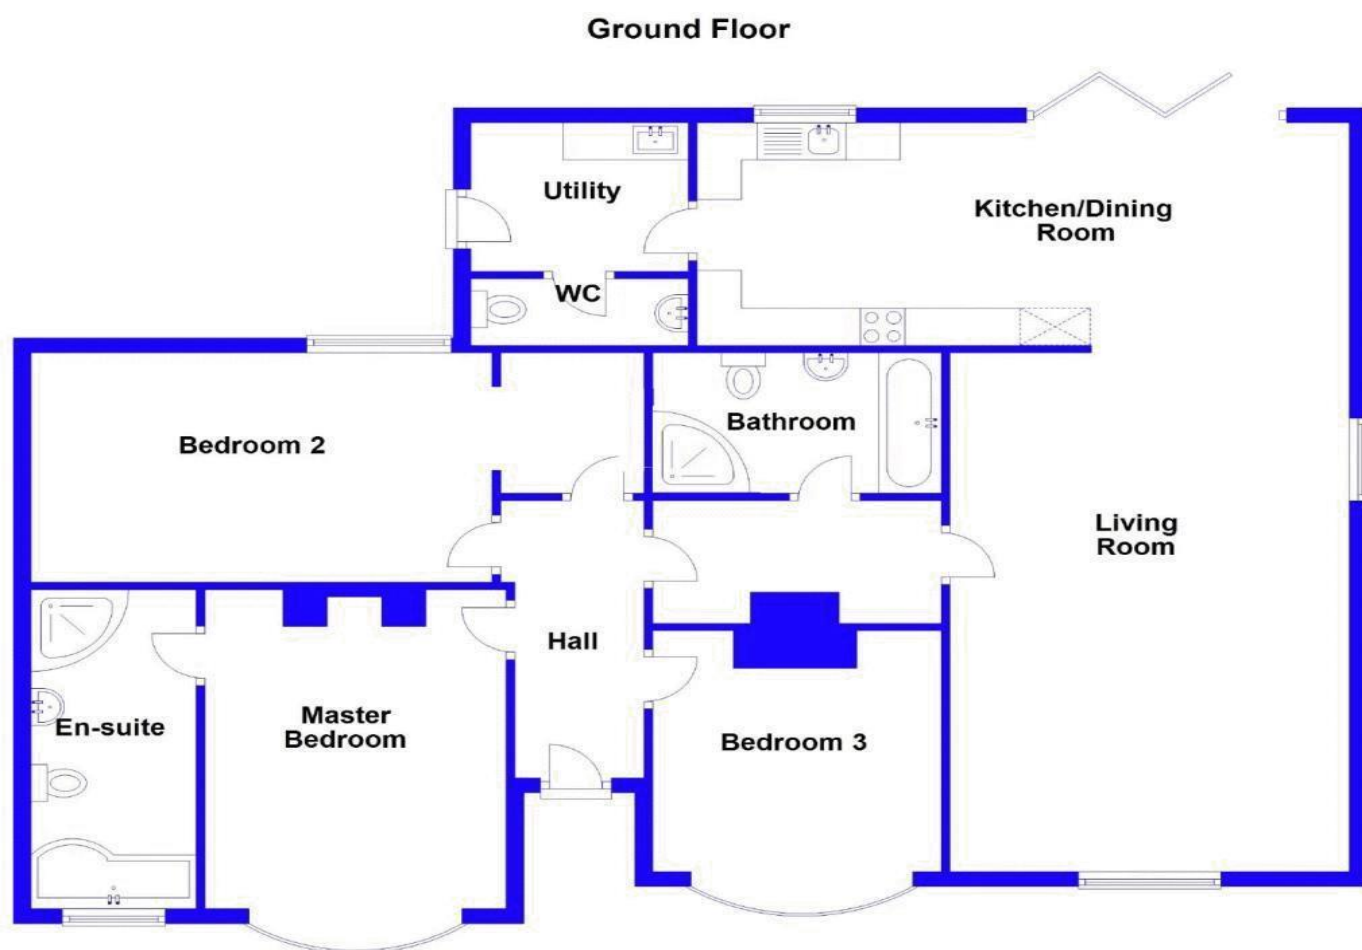 Ground Floor
Utility
Kitchen/Dining
Room
WC
Bedroom 2
Bathroom
Living
Room
Hall
En-suite
Master
Bedroom
Bedroom 3